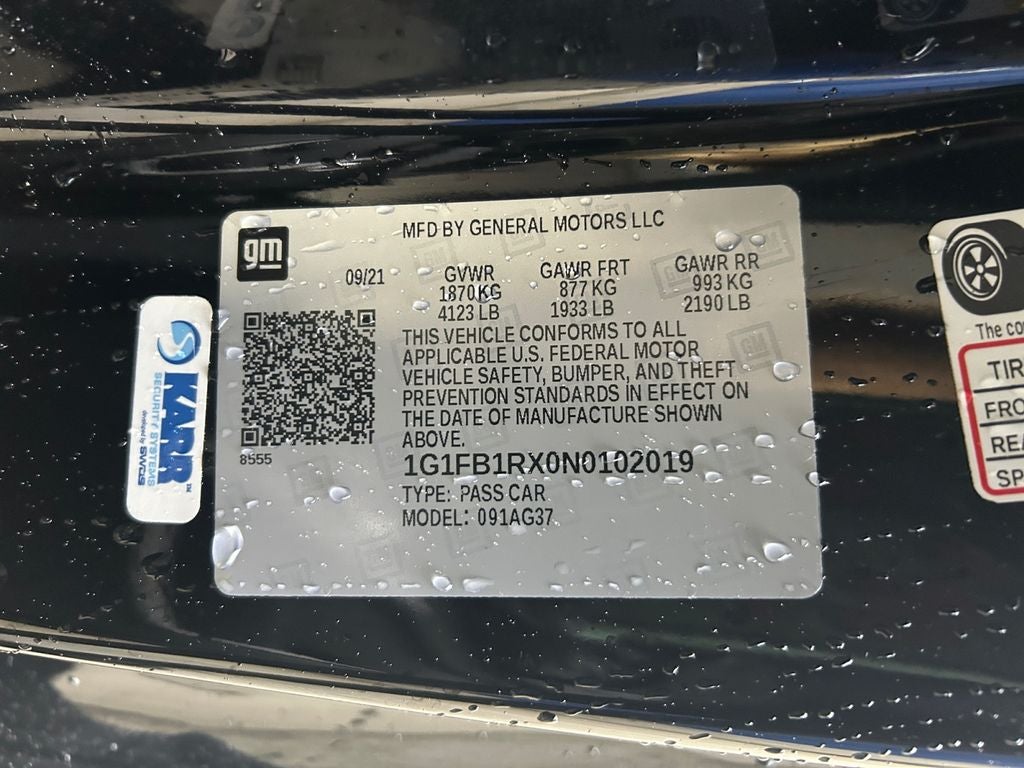 MFD BY GENERAL MOTORS LLC
gm
09/21
GVWR
1870 KG
4123 LB
GAWR FRT
877 KG
1933 LB
GAWR RR
993 KG
2190 LB
THIS VEHICLE CONFORMS TO ALL
APPLICABLE U.S. FEDERAL MOTOR
VEHICLE SAFETY, BUMPER, AND THEFT
PREVENTION STANDARDS IN EFFECT ON
THE DATE OF MANUFACTURE SHOWN
ABOVE.
8555
1G1FB1RX0N0102019
TYPE: PASS CAR
MODEL: 091AG37
KARR
SECURITY SYSTEMS
The co
TIR
FRO
REA
SP